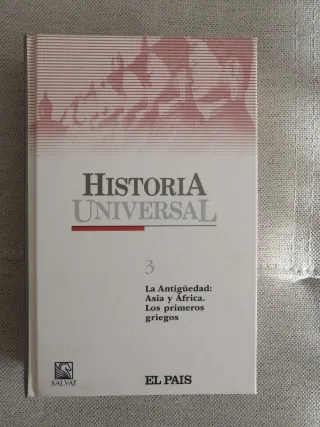 HISTORIA
UNIVERSAL
3
La Antigüedad:
Asia y África.
Los primeros
griegos
SALVAT
EL PAIS